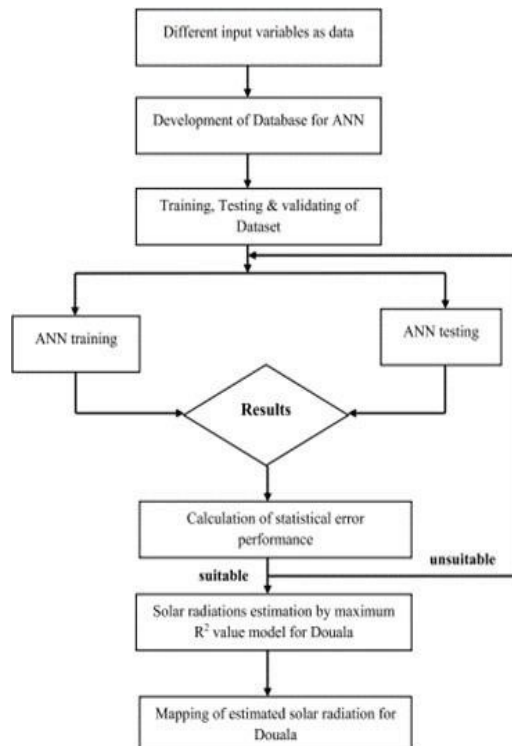 Different input variables as data
Development of Database for ANN
Training, Testing & validating of
Dataset
ANN training
ANN testing
Results
Calculation of statistical error
performance
unsuitable
suitable
Solar radiations estimation by maximum
R² value model for Douala
Mapping of estimated solar radiation for
Douala